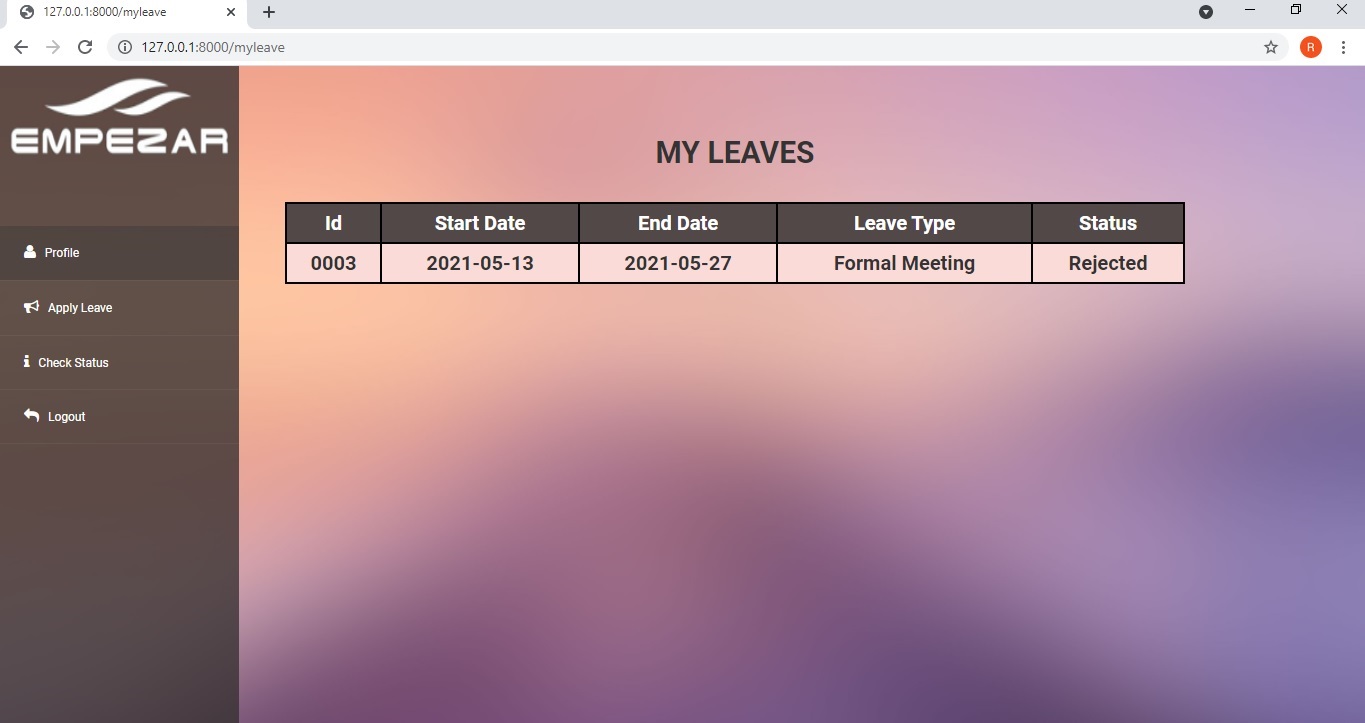 127.0.0.1:8000/myleave
127.0.0.1:8000/myleave
R
EMPEZAR
MY LEAVES
Id Start Date End Date Leave Type Status
0003 2021-05-13 2021-05-27 Formal Meeting Rejected
Profile
Apply Leave
Check Status
Logout